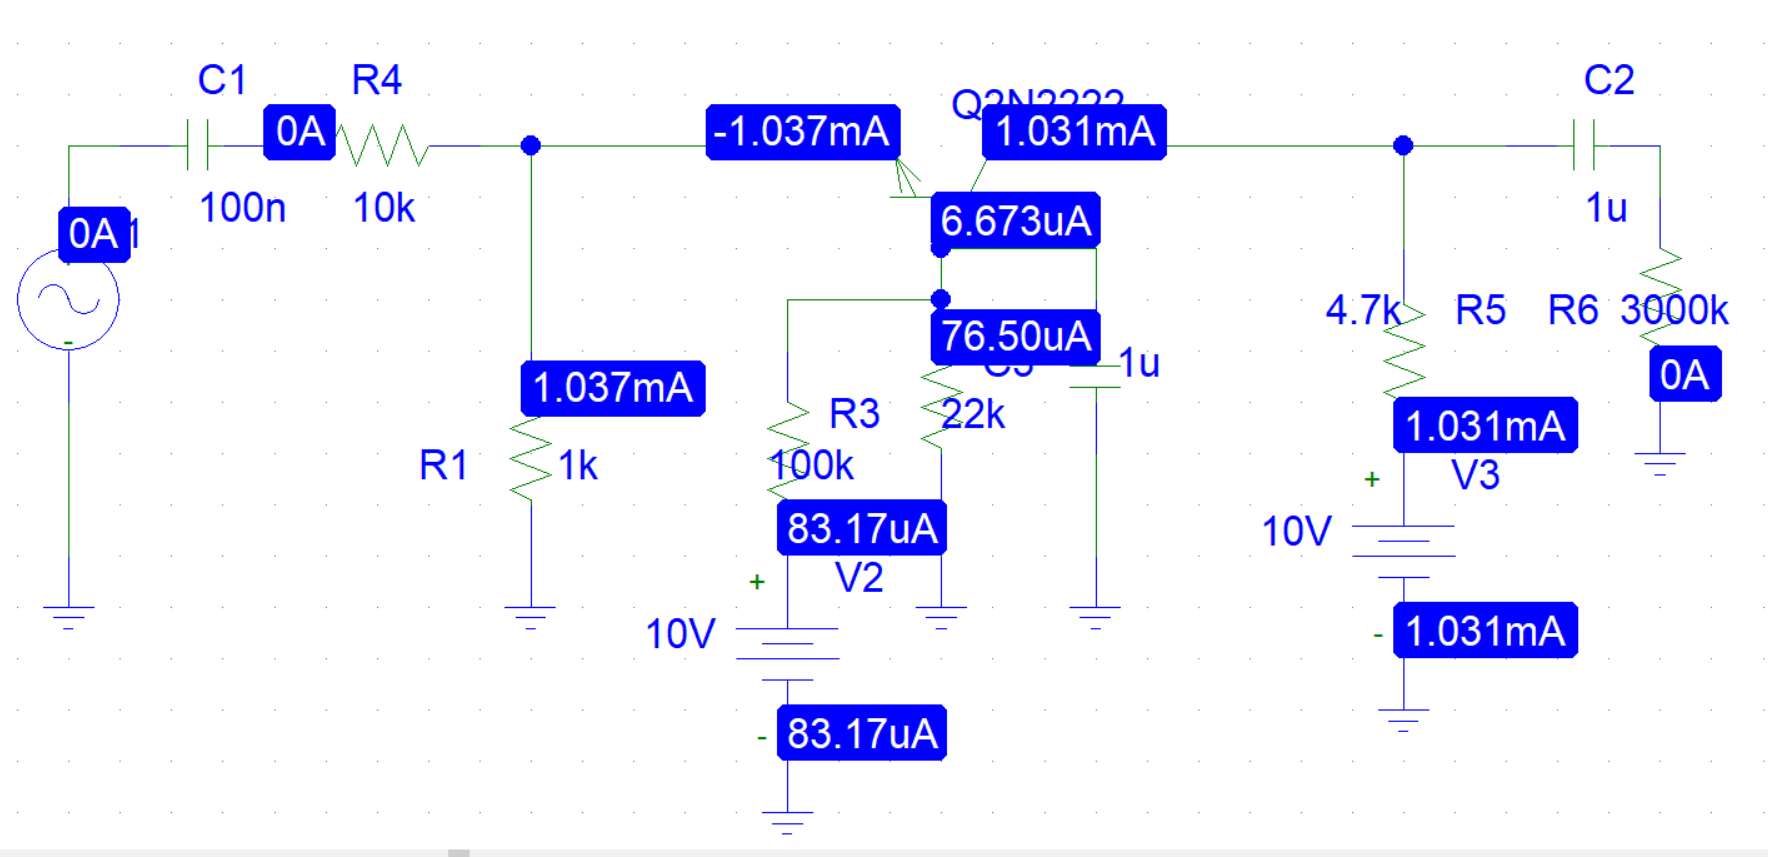 C1
R4
C2
Q2N2222
0A
-1.037mA
1.031mA
100n
10k
1u
0A
1
6.673uA
-
4.7k
R5
R6
3000k
76.50uA
1u
0A
1.037mA
R3
22k
1.031mA
R1
1k
100k
+
V3
83.17uA
10V
+
V2
10V
-
1.031mA
-
83.17uA